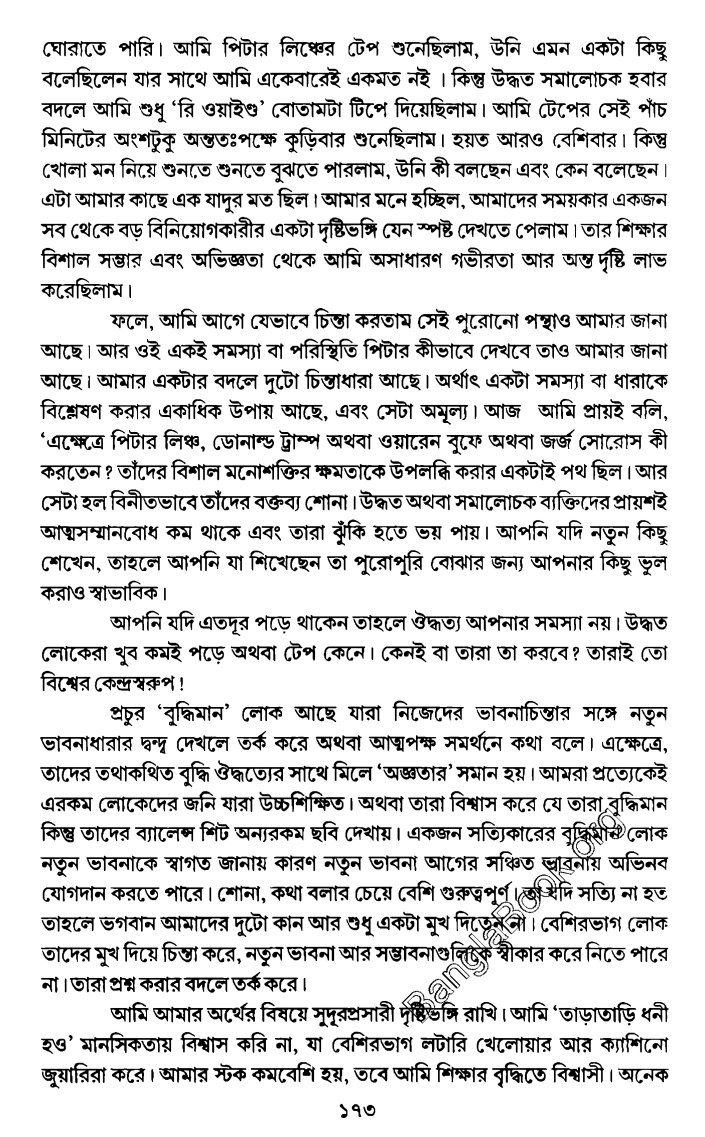 ঘোরাতে পারি। আমি পিটার লিঞ্চের টেপ শুনেছিলাম, উনি এমন একটা কিছু
বলেছিলেন যার সাথে আমি একেবারেই একমত নই । কিন্তু উদ্ধত সমালোচক হবার
বদলে আমি শুধু ‘রি ওয়াইণ্ড’ বোতামটা টিপে দিয়েছিলাম। আমি টেপের সেই পাঁচ
মিনিটের অংশটুকু অন্ততঃপক্ষে কুড়িবার শুনেছিলাম। হয়ত আরও বেশিবার। কিন্তু
খোলা মন নিয়ে শুনতে শুনতে বুঝতে পারলাম, উনি কী বলছেন এবং কেন বলেছেন।
এটা আমার কাছে এক যাদুর মত ছিল। আমার মনে হচ্ছিল, আমাদের সময়কার একজন
সব থেকে বড় বিনিয়োগকারীর একটা দৃষ্টিভঙ্গি যেন স্পষ্ট দেখতে পেলাম। তার শিক্ষার
বিশাল সম্ভার এবং অভিজ্ঞতা থেকে আমি অসাধারণ গভীরতা আর অন্তর্দৃষ্টি লাভ
করেছিলাম।
ফলে, আমি আগে যেভাবে চিন্তা করতাম সেই পুরোনো পন্থাও আমার জানা
আছে। আর ওই একই সমস্যা বা পরিস্থিতি পিটার কীভাবে দেখবে তাও আমার জানা
আছে। আমার একটার বদলে দুটো চিন্তাধারা আছে। অর্থাৎ একটা সমস্যা বা ধারাকে
বিশ্লেষণ করার একাধিক উপায় আছে, এবং সেটা অমূল্য। আজ আমি প্রায়ই বলি,
‘এক্ষেত্রে পিটার লিঞ্চ, ডোনাল্ড ট্রাম্প অথবা ওয়ারেন বুফে অথবা জর্জ সোরোস কী
করতেন? তাঁদের বিশাল মনোশক্তির ক্ষমতাকে উপলব্ধি করার একটাই পথ ছিল। আর
সেটা হল বিনীতভাবে তাঁদের বক্তব্য শোনা। উদ্ধত অথবা সমালোচক ব্যক্তিদের প্রায়শই
আত্মসম্মানবোধ কম থাকে এবং তারা ঝুঁকি হতে ভয় পায়। আপনি যদি নতুন কিছু
শেখেন, তাহলে আপনি যা শিখেছেন তা পুরোপুরি বোঝার জন্য আপনার কিছু ভুল
করাও স্বাভাবিক।
আপনি যদি এতদূর পড়ে থাকেন তাহলে ঔদ্ধত্য আপনার সমস্যা নয়। উদ্ধত
লোকেরা খুব কমই পড়ে অথবা টেপ কেনে। কেনই বা তারা তা করবে? তারাই তো
বিশ্বের কেন্দ্রস্বরুপ!
প্রচুর ‘বুদ্ধিমান’ লোক আছে যারা নিজেদের ভাবনাচিন্তার সঙ্গে নতুন
ভাবনাধারার দ্বন্দ্ব দেখলে তর্ক করে অথবা আত্মপক্ষ সমর্থনে কথা বলে। এক্ষেত্রে,
তাদের তথাকথিত বুদ্ধি ঔদ্ধত্যের সাথে মিলে ‘অজ্ঞতার’ সমান হয়। আমরা প্রত্যেকেই
এরকম লোকেদের জনি যারা উচ্চশিক্ষিত। অথবা তারা বিশ্বাস করে যে তারা বুদ্ধিমান
কিন্তু তাদের ব্যালেন্স শিট অন্যরকম ছবি দেখায়। একজন সত্যিকারের বুদ্ধিমান লোক
নতুন ভাবনাকে স্বাগত জানায় কারণ নতুন ভাবনা আগের সঞ্চিত ভাবনায় অভিনব
যোগদান করতে পারে। শোনা, কথা বলার চেয়ে বেশি গুরুত্বপূর্ণ। তা যদি সত্যি না হত
তাহলে ভগবান আমাদের দুটো কান আর শুধু একটা মুখ দিতেন না। বেশিরভাগ লোক
তাদের মুখ দিয়ে চিন্তা করে, নতুন ভাবনা আর সম্ভাবনাগুলিকে স্বীকার করে নিতে পারে
না। তারা প্রশ্ন করার বদলে তর্ক করে।
আমি আমার অর্থের বিষয়ে সুদূরপ্রসারী দৃষ্টিভঙ্গি রাখি। আমি ‘তাড়াতাড়ি ধনী
হও’ মানসিকতায় বিশ্বাস করি না, যা বেশিরভাগ লটারি খেলোয়ার আর ক্যাশিনো
জুয়ারিরা করে। আমার স্টক কমবেশি হয়, তবে আমি শিক্ষার বৃদ্ধিতে বিশ্বাসী। অনেক
১৭৩
BanglaBook.org